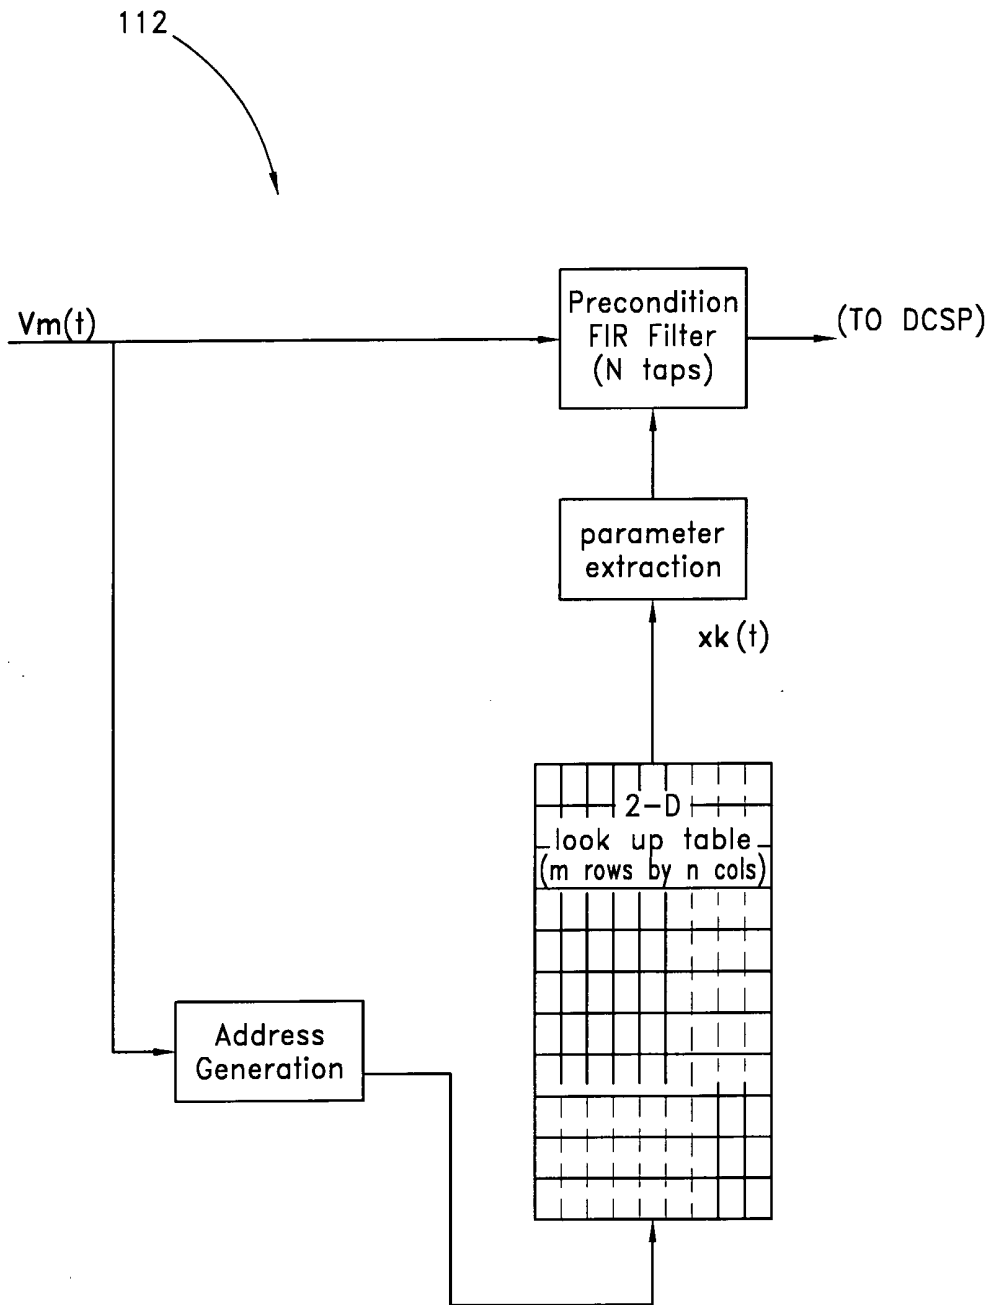 112
Vm(t)
Precondition
FIR Filter
(N taps)
(TO DCSP)
parameter
extraction
xk(t)
2-D
look up table
(m rows by n cols)
Address
Generation